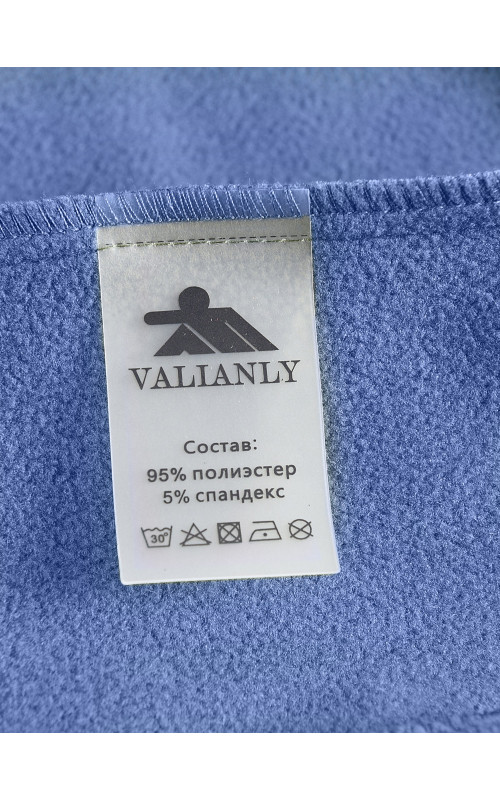 VALIANLY
Состав:
95% полиэстер
5% спандекс
30°